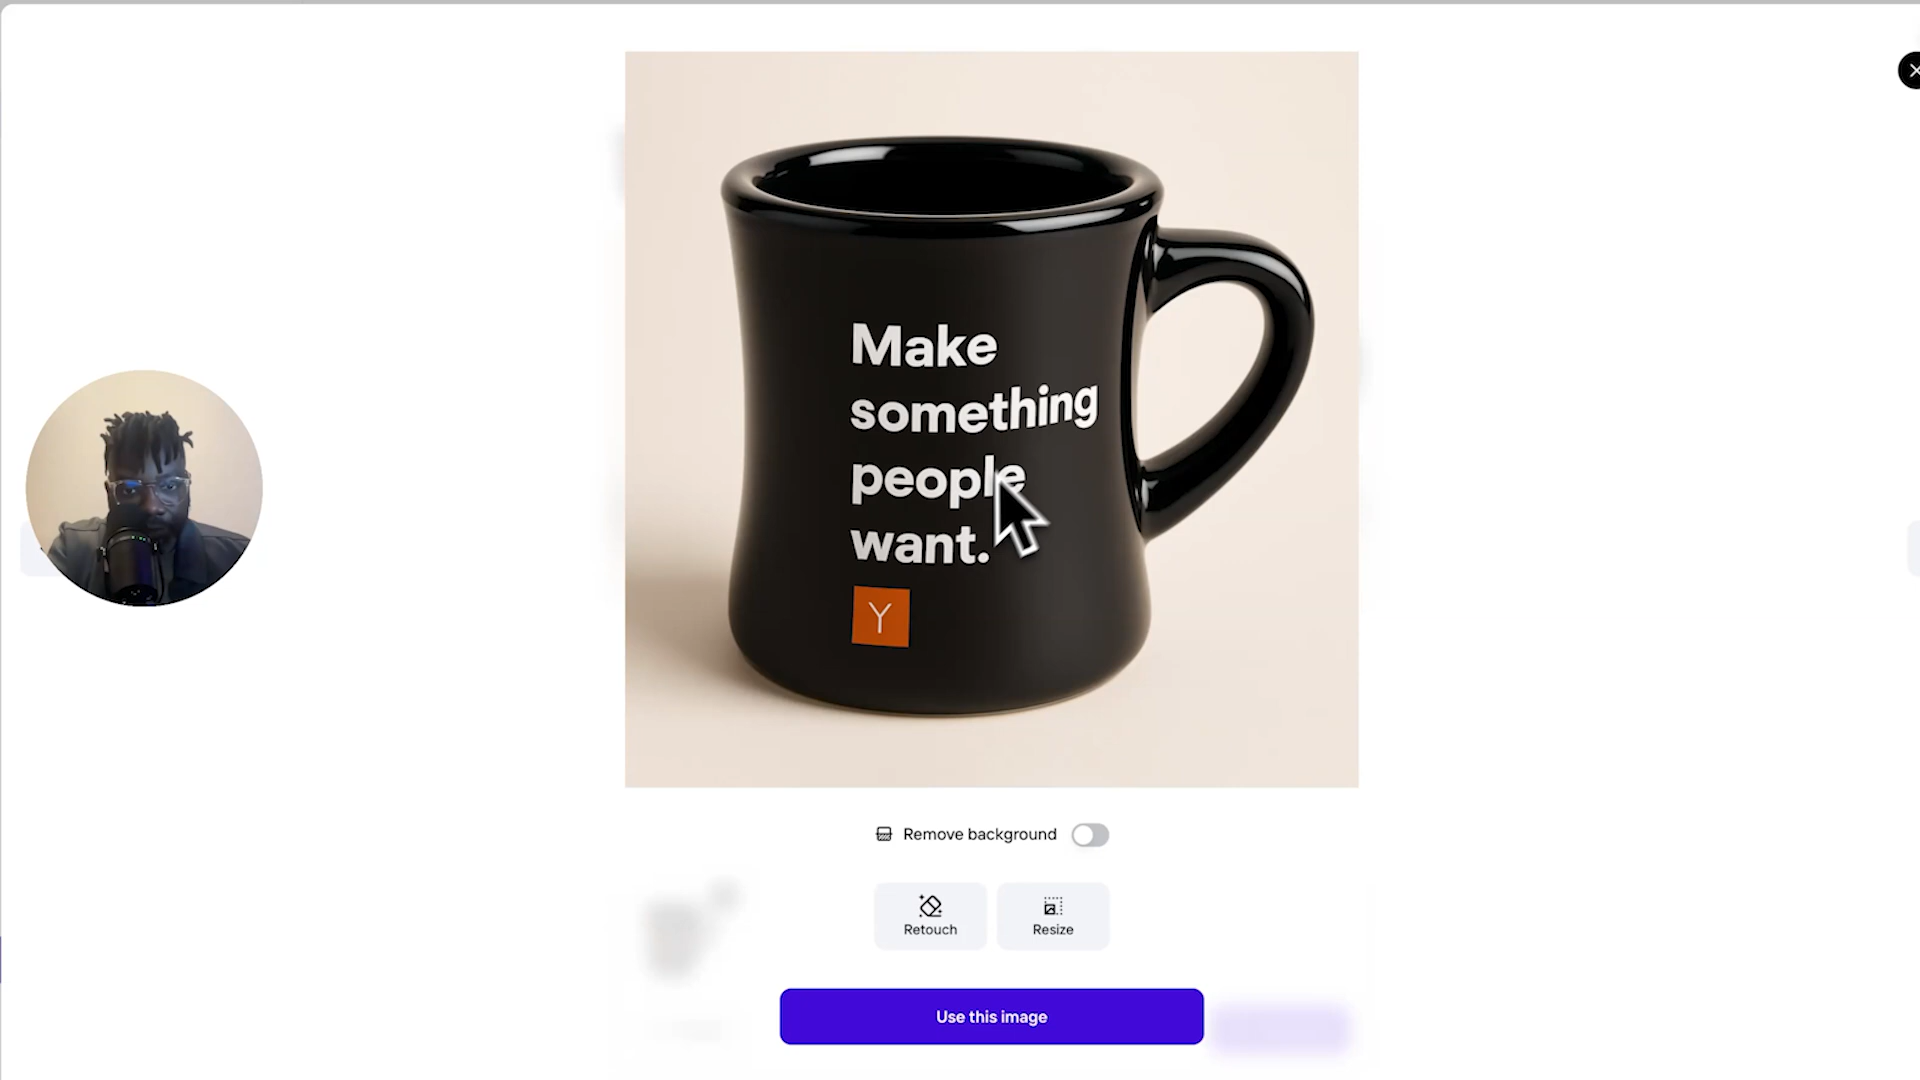 Make
something
people
want.
Y
Remove background
Retouch
Resize
Use this image